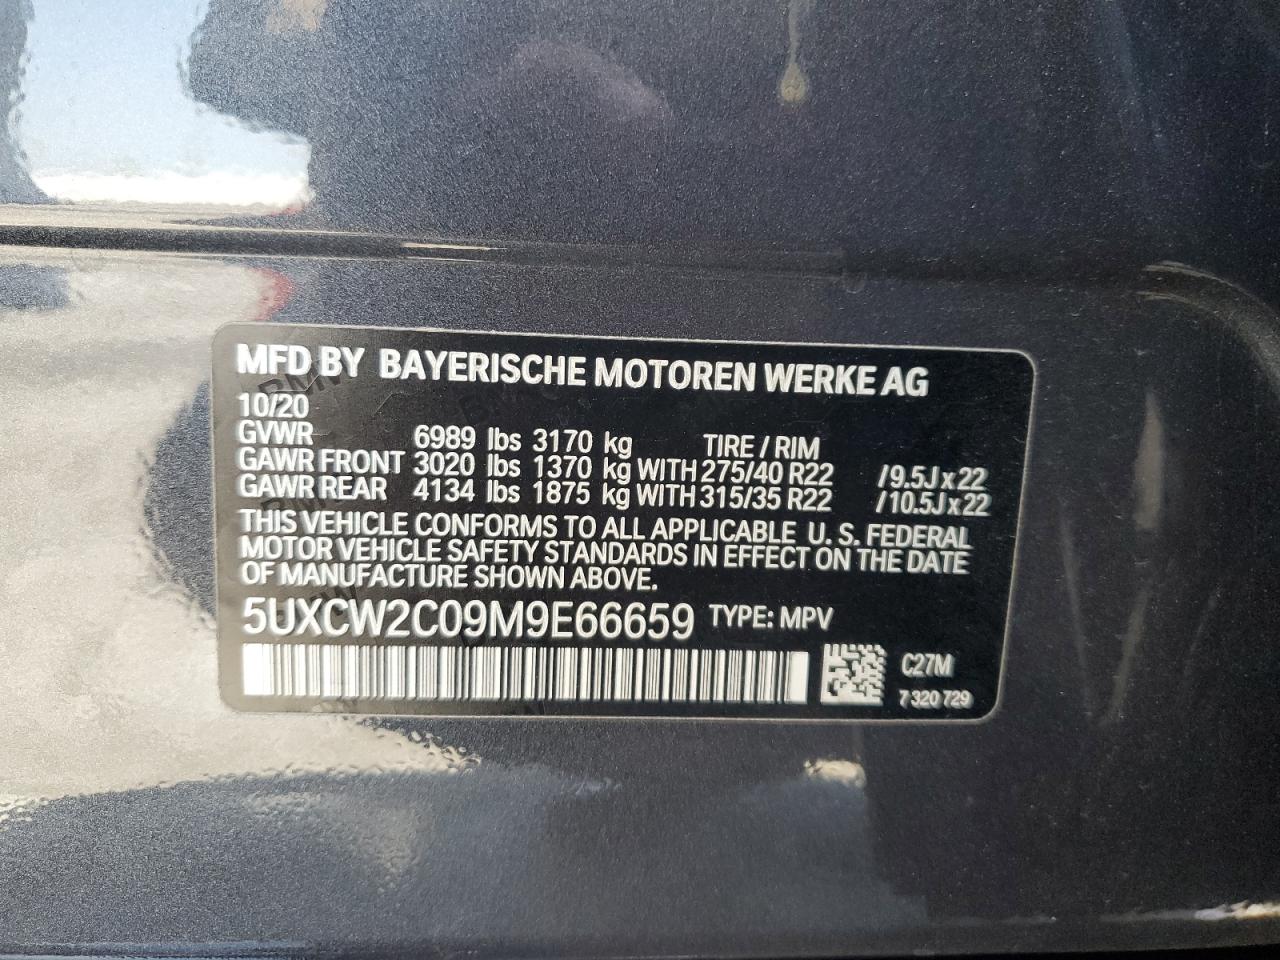 MFD BY BAYERISCHE MOTOREN WERKE AG
10/20
GVWR 6989 lbs 3170 kg TIRE / RIM
GAWR FRONT 3020 lbs 1370 kg WITH 275/40 R22 /9.5J x 22
GAWR REAR 4134 lbs 1875 kg WITH 315/35 R22 /10.5J x 22
THIS VEHICLE CONFORMS TO ALL APPLICABLE U. S. FEDERAL
MOTOR VEHICLE SAFETY STANDARDS IN EFFECT ON THE DATE
OF MANUFACTURE SHOWN ABOVE.
5UXCW2C09M9E66659 TYPE: MPV
C27M
7 320 729